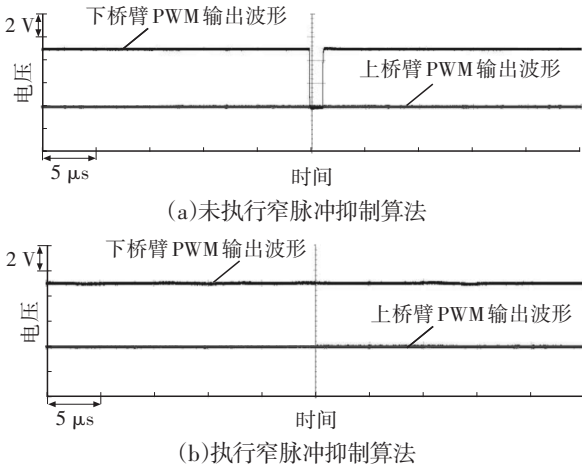 2 V
下桥臂PWM输出波形
上桥臂PWM输出波形
电压
5 μs
时间
(a)未执行窄脉冲抑制算法
2 V
下桥臂PWM输出波形
上桥臂PWM输出波形
电压
5 μs
时间
(b)执行窄脉冲抑制算法